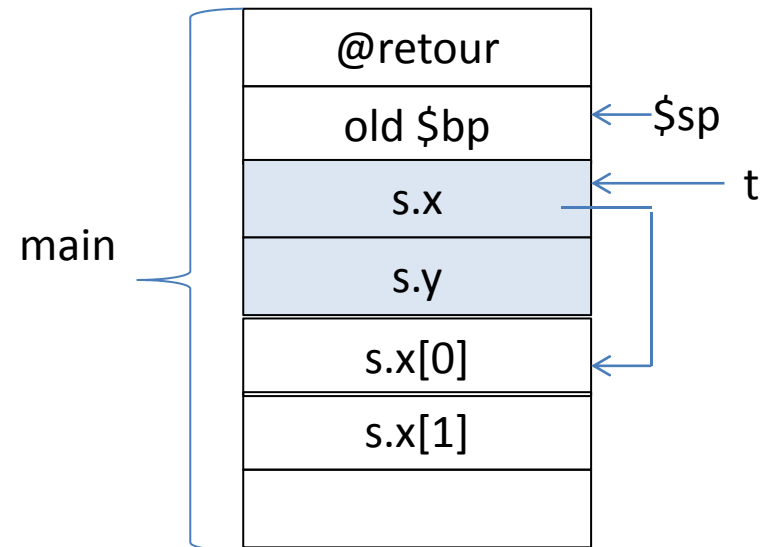 @retour
old $bp
$sp
s.x
t
main
s.y
s.x[0]
s.x[1]